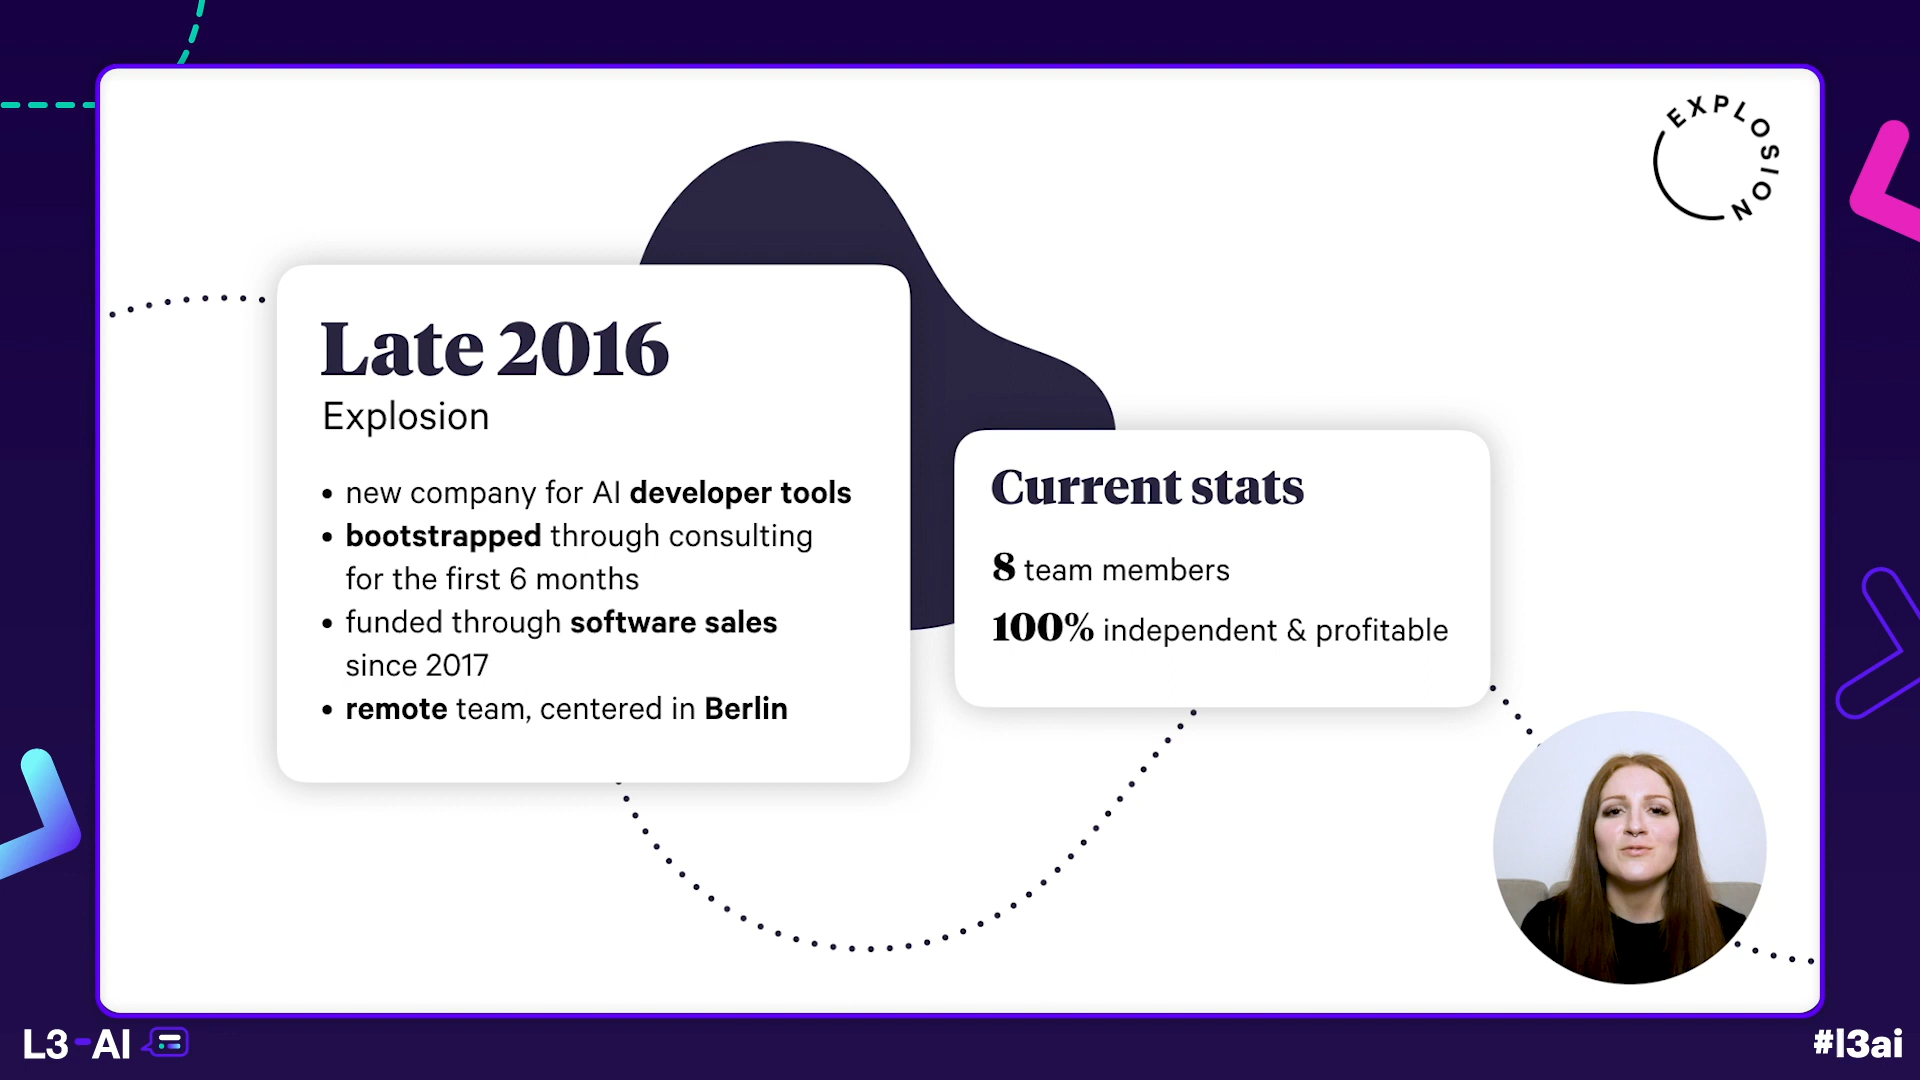 EXPLOSION
Late 2016
Explosion
• new company for AI developer tools
• bootstrapped through consulting
for the first 6 months
• funded through software sales
since 2017
• remote team, centered in Berlin
Current stats
8 team members
100% independent & profitable
L3-AI
#l3ai